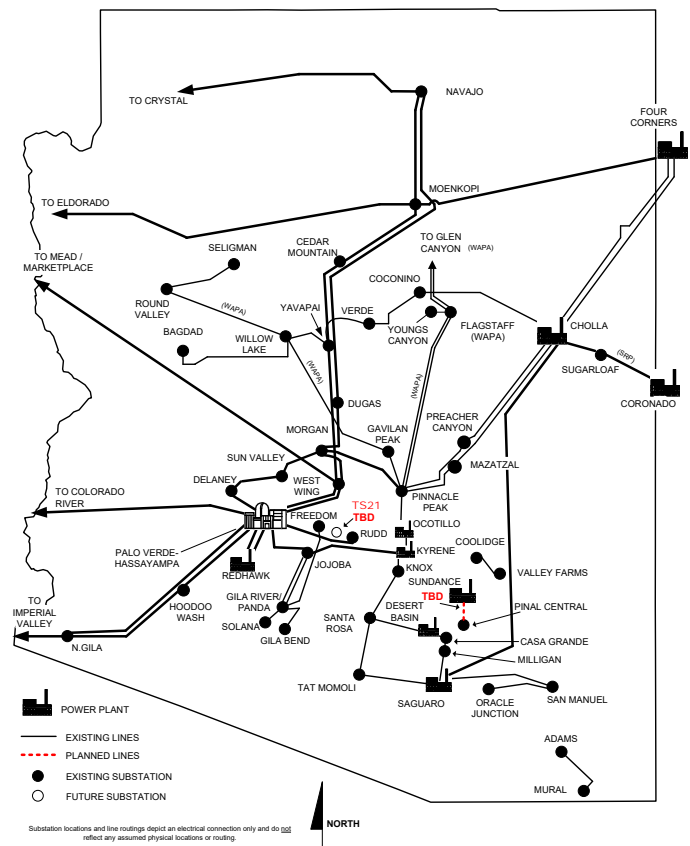 NAVAJO
TO CRYSTAL
FOUR
CORNERS
MOENKOPI
TO ELDORADO
TO GLEN
CANYON (WAPA)
CEDAR
MOUNTAIN
SELIGMAN
TO MEAD /
MARKETPLACE
COCONINO
ROUND
VALLEY
(WAPA)
YAVAPAI
VERDE
YOUNGS
CANYON
FLAGSTAFF
(WAPA)
CHOLLA
BAGDAD
WILLOW
LAKE
(SRP)
SUGARLOAF
(WAPA)
(WAPA)
CORONADO
DUGAS
PREACHER
CANYON
MORGAN
GAVILAN
PEAK
SUN VALLEY
MAZATZAL
DELANEY
WEST
WING
PINNACLE
PEAK
TO COLORADO
RIVER
TS21
TBD
FREEDOM
OCOTILLO
RUDD
COOLIDGE
PALO VERDE-
HASSAYAMPA
KYRENE
JOJOBA
KNOX
VALLEY FARMS
REDHAWK
SUNDANCE
TBD
GILA RIVER/
PANDA
TO
IMPERIAL
VALLEY
HOODOO
WASH
SOLANA
GILA BEND
SANTA
ROSA
DESERT
BASIN
PINAL CENTRAL
CASA GRANDE
N.GILA
MILLIGAN
TAT MOMOLI
SAGUARO
ORACLE
JUNCTION
SAN MANUEL
POWER PLANT
EXISTING LINES
PLANNED LINES
EXISTING SUBSTATION
FUTURE SUBSTATION
ADAMS
MURAL
NORTH
Substation locations and line routings depict an electrical connection only and do not
reflect any assumed physical locations or routing.